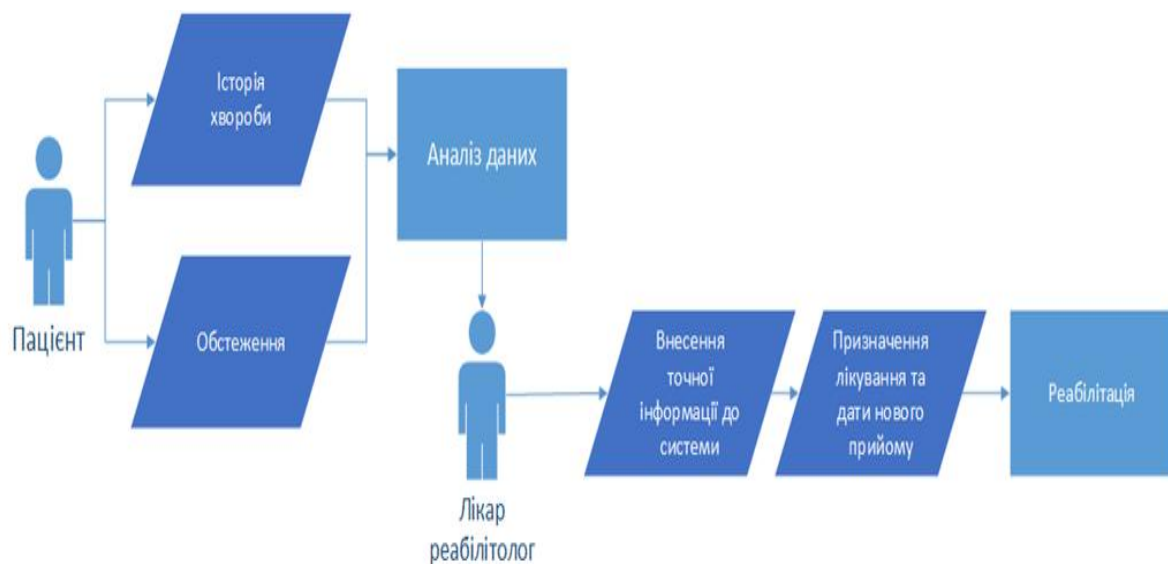 Історія
хвороби
Аналіз даних
Пацієнт
Обстеження
Внесення
точної
інформації до
системи
Призначення
лікування та
дати нового
прийому
Реабілітація
Лікар
реабілітолог